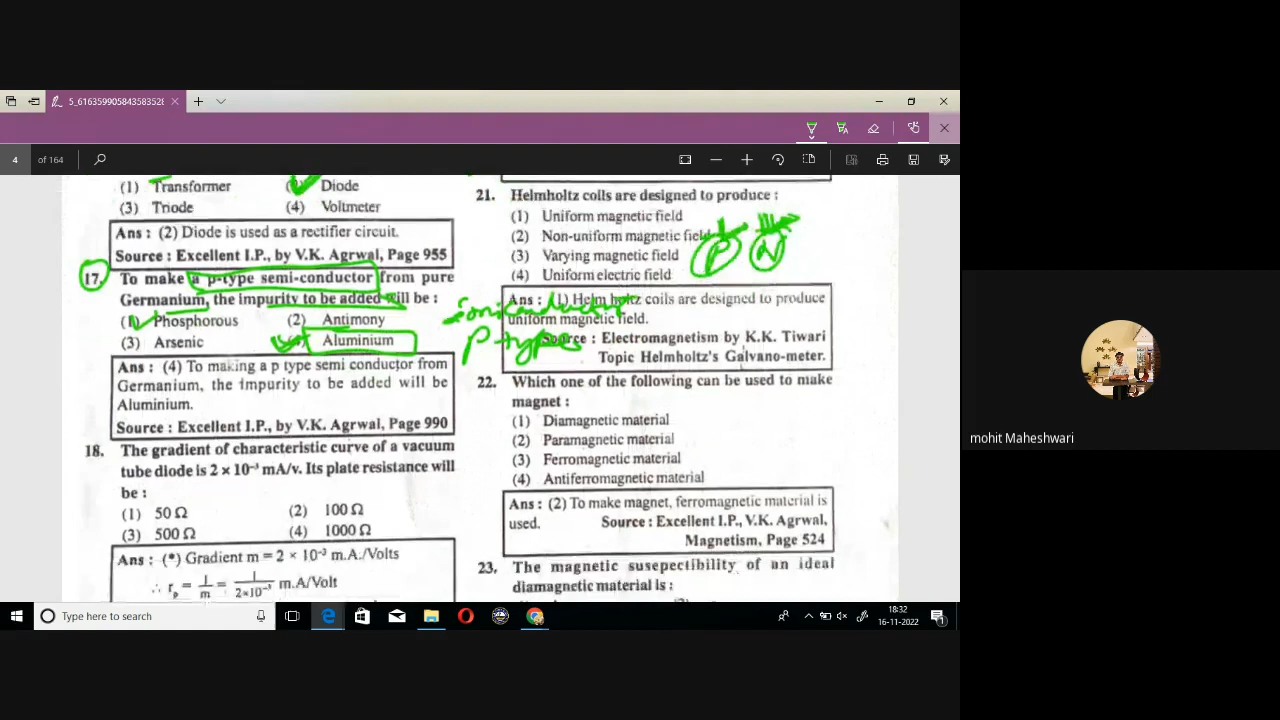 5_616359905843583528
4 of 164
(1) Transformer
Diode
(3) Triode
(4) Voltmeter
Ans : (2) Diode is used as a rectifier circuit.
Source : Excellent I.P., by V.K. Agrwal, Page 955
17. To make a p-type semi-conductor from pure
Germanium, the impurity to be added will be :
(1) Phosphorous
(2) Antimony
(3) Arsenic
Aluminium
Ans : (4) To making a p type semi conductor from
Germanium, the impurity to be added will be
Aluminium.
Source : Excellent I.P., by V.K. Agrwal, Page 990
18. The gradient of characteristic curve of a vacuum
tube diode is 2 × 10⁻³ mA/v. Its plate resistance will
be :
(1) 50 Ω
(2) 100 Ω
(3) 500 Ω
(4) 1000 Ω
Ans : (*) Gradient m = 2 × 10⁻³ m.A./Volts
∴ rₚ = 1/m = 1/2×10⁻³ m.A/Volt
21. Helmholtz coils are designed to produce :
(1) Uniform magnetic field
(2) Non-uniform magnetic field
(3) Varying magnetic field
(4) Uniform electric field
P N
Ans : (1) Helm holtz coils are designed to produce
uniform magnetic field.
Source : Electromagnetism by K.K. Tiwari
Topic Helmholtz's Galvano-meter.
P types
22. Which one of the following can be used to make
magnet :
(1) Diamagnetic material
(2) Paramagnetic material
(3) Ferromagnetic material
(4) Antiferromagnetic material
Ans : (2) To make magnet, ferromagnetic material is
used. Source : Excellent I.P., V.K. Agrwal,
Magnetism, Page 524
23. The magnetic susepectibility of an ideal
diamagnetic material is :
mohit Maheshwari
Type here to search
18:32
16-11-2022
1